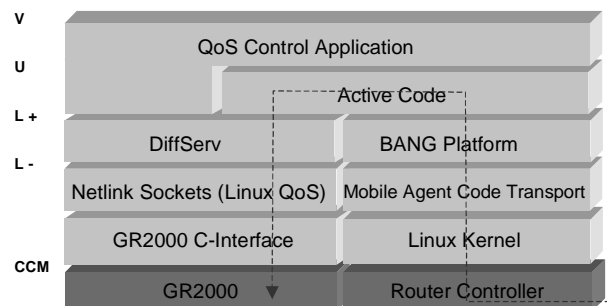 V
QoS Control Application
U
Active Code
L +
DiffServ
BANG Platform
L -
Netlink Sockets (Linux QoS)
Mobile Agent Code Transport
GR2000 C-Interface
Linux Kernel
CCM
GR2000
Router Controller